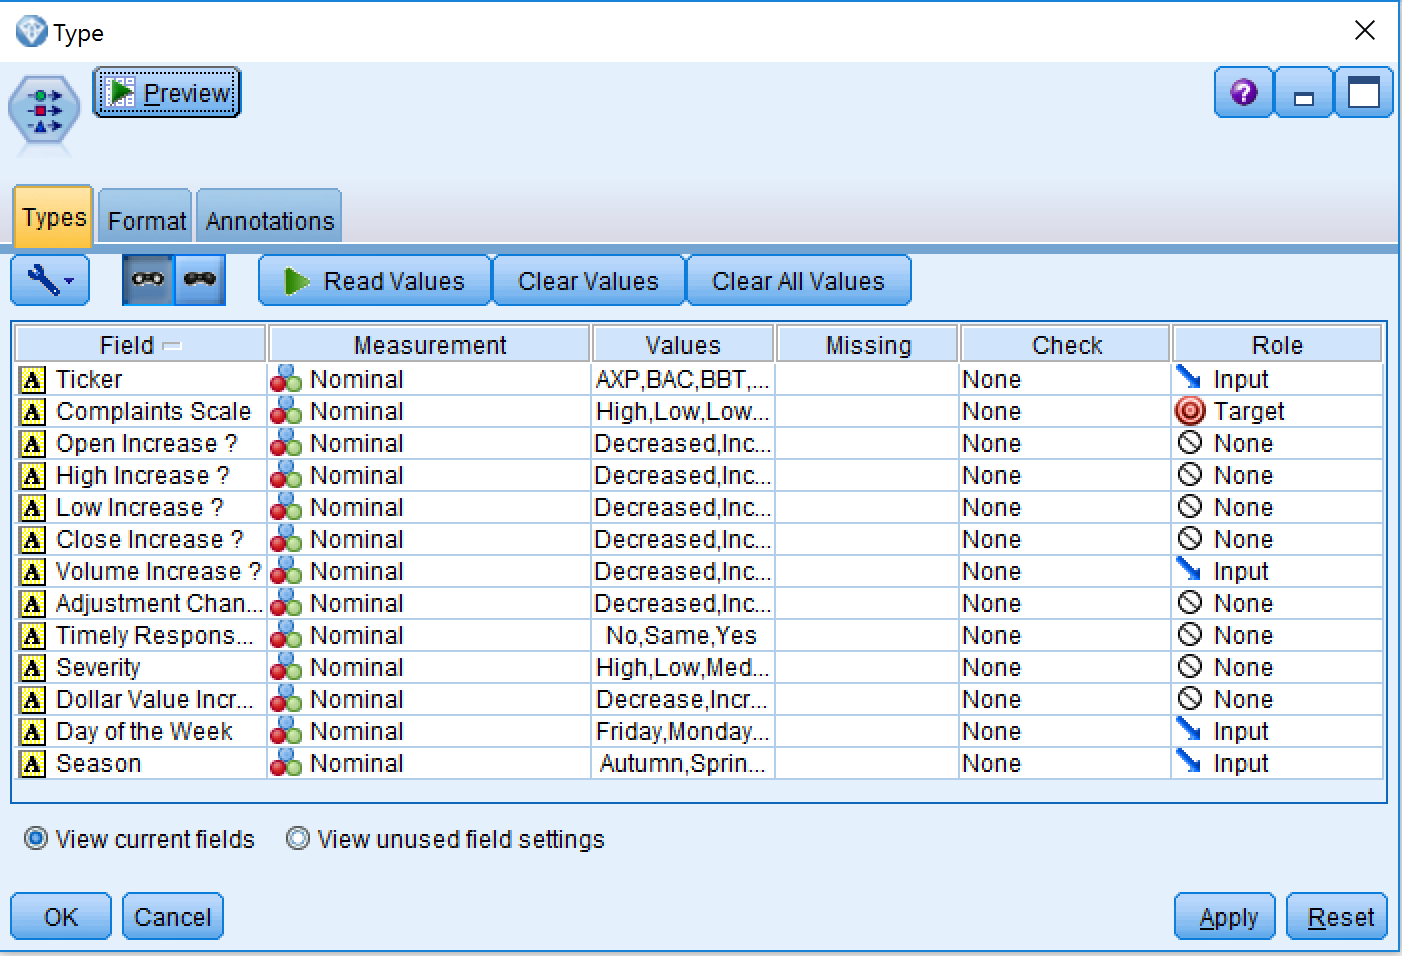 Type
Preview
Types Format Annotations
Read Values Clear Values Clear All Values
Field Measurement Values Missing Check Role
A Ticker Nominal AXP,BAC,BBT,... None Input
A Complaints Scale Nominal High,Low,Low... None Target
A Open Increase ? Nominal Decreased,Inc... None None
A High Increase ? Nominal Decreased,Inc... None None
A Low Increase ? Nominal Decreased,Inc... None None
A Close Increase ? Nominal Decreased,Inc... None None
A Volume Increase ? Nominal Decreased,Inc... None Input
A Adjustment Chan... Nominal Decreased,Inc... None None
A Timely Respons... Nominal No,Same,Yes None None
A Severity Nominal High,Low,Med... None None
A Dollar Value Incr... Nominal Decrease,Incr... None None
A Day of the Week Nominal Friday,Monday... None Input
A Season Nominal Autumn,Sprin... None Input
View current fields View unused field settings
OK Cancel Apply Reset